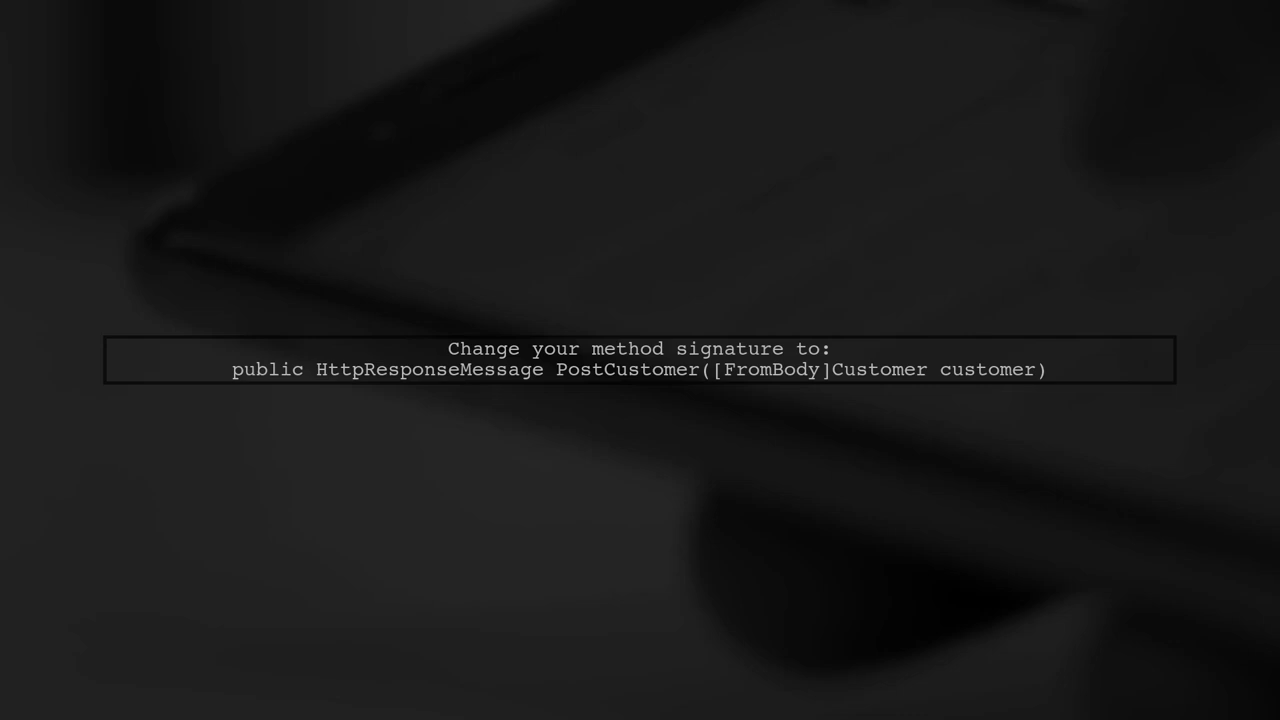 Change your method signature to:
public HttpResponseMessage PostCustomer([FromBody]Customer customer)